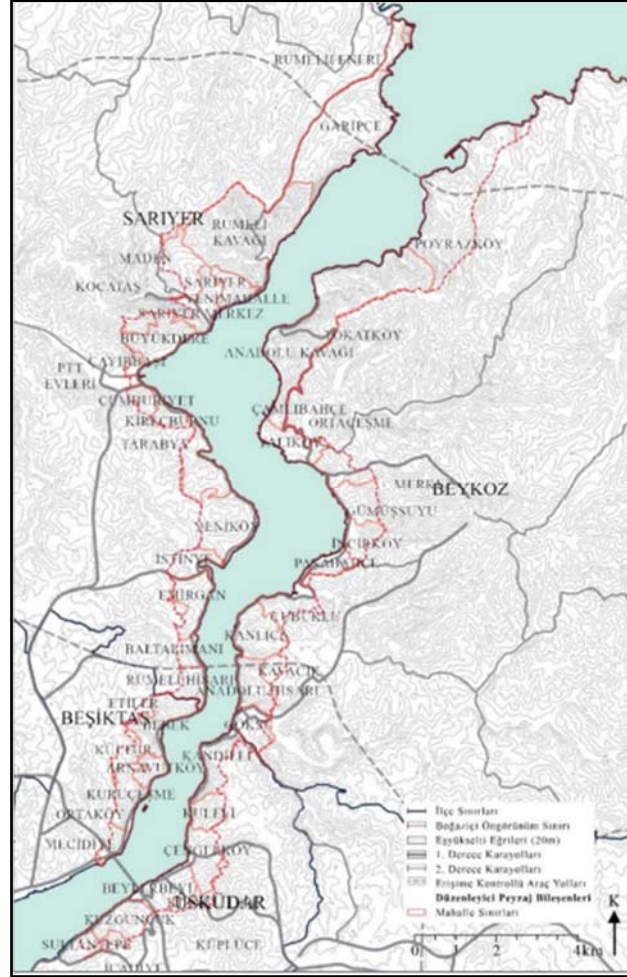 RUMELİFENERİ
GARİPÇE
SARIYER
RUMELİ
KAVAĞI
POYRAZKÖY
MADEN
KOCATAŞ
SARIYER
YENİMAHALLE
SARIYER MERKEZ
BÜYÜKDERE
TOKATKÖY
ANADOLU KAVAĞI
ÇAYIRBAŞI
PTT
EVLERİ
CUMHURİYET
KİREÇBURNU
ÇAMLIBAHÇE
ORTAÇEŞME
TARABYA
YALIKÖY
MERKEZ
BEYKOZ
GÜMÜŞSUYU
YENİKÖY
İNCİRKÖY
İSTİNYE
PAŞABAHÇE
EMİRGAN
ÇUBUKLU
KANLICA
BALTALİMANI
KAVACIK
RUMELİHİSARI
ANADOLUHİSARI
ETİLER
BEŞİKTAŞ
BEBEK
GÖKSU
KÜLTÜR
KANDİLLİ
ARNAVUTKÖY
KURUÇEŞME
ORTAKÖY
KULELİ
MECİDİYE
ÇENGELKÖY
BEYLERBEYİ
ÜSKÜDAR
KUZGUNCUK
SULTANTEPE
KÜPLÜCE
İCADİYE
İlçe Sınırları
Boğaziçi Öngörünüm Sınırı
Eşyükselti Eğrileri (20m)
1. Derece Karayolları
2. Derece Karayolları
Erişime Kontrollü Araç Yolları
Düzenleyici Peyzaj Bileşenleri
Mahalle Sınırları
K
0 2 4km